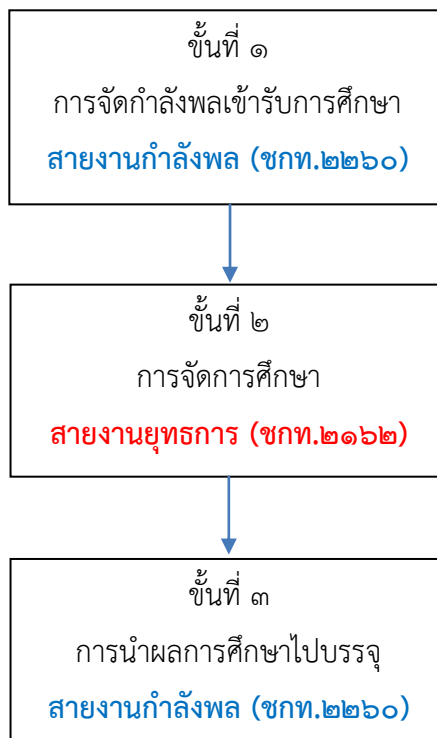 ขั้นที่ ๑
การจัดกำลังพลเข้ารับการศึกษา
สายงานกำลังพล (ชกท.๒๒๖๐)
ขั้นที่ ๒
การจัดการศึกษา
สายงานยุทธการ (ชกท.๒๑๖๒)
ขั้นที่ ๓
การนำผลการศึกษาไปบรรจุ
สายงานกำลังพล (ชกท.๒๒๖๐)